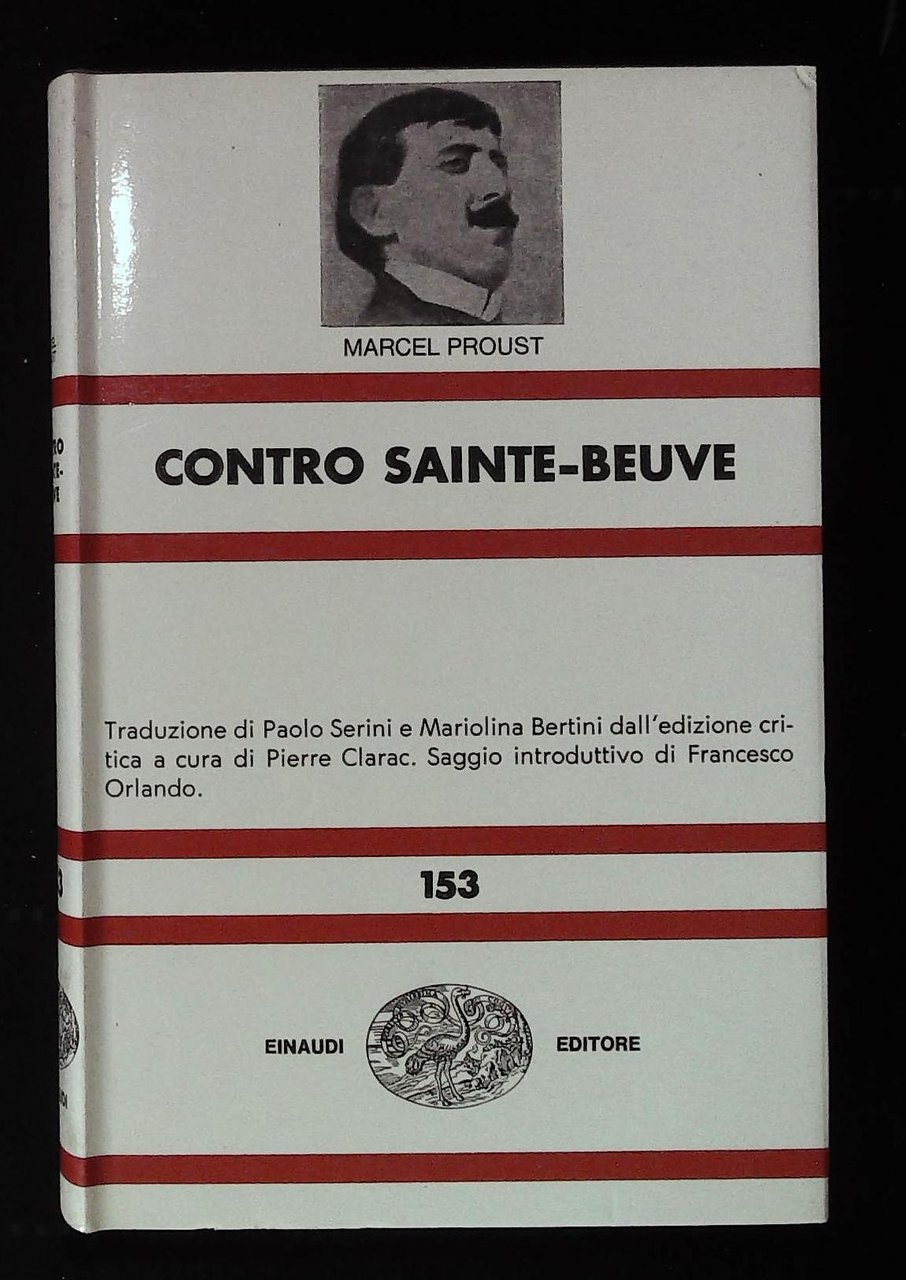 MARCEL PROUST
CONTRO SAINTE-BEUVE
Traduzione di Paolo Serini e Mariolina Bertini dall'edizione cri-
tica a cura di Pierre Clarac. Saggio introduttivo di Francesco
Orlando.
153
EINAUDI EDITORE